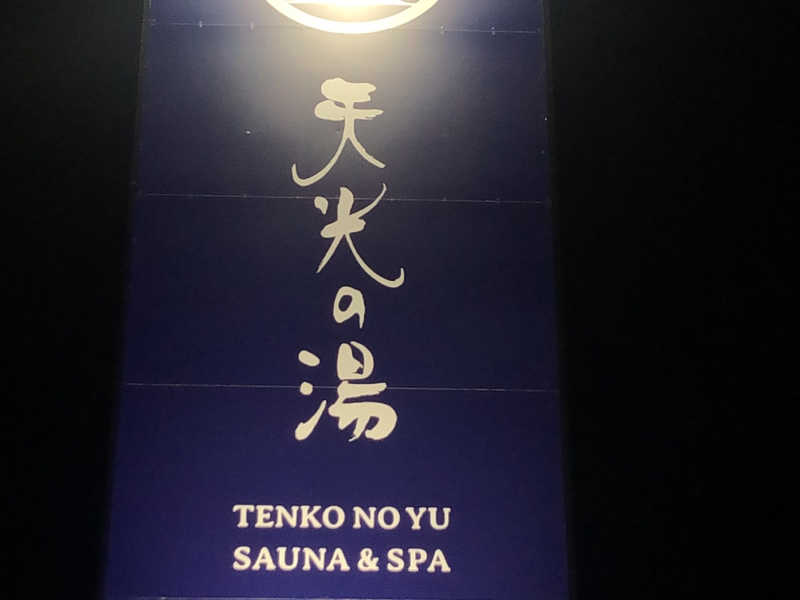 天光の湯
TENKO NO YU
SAUNA & SPA